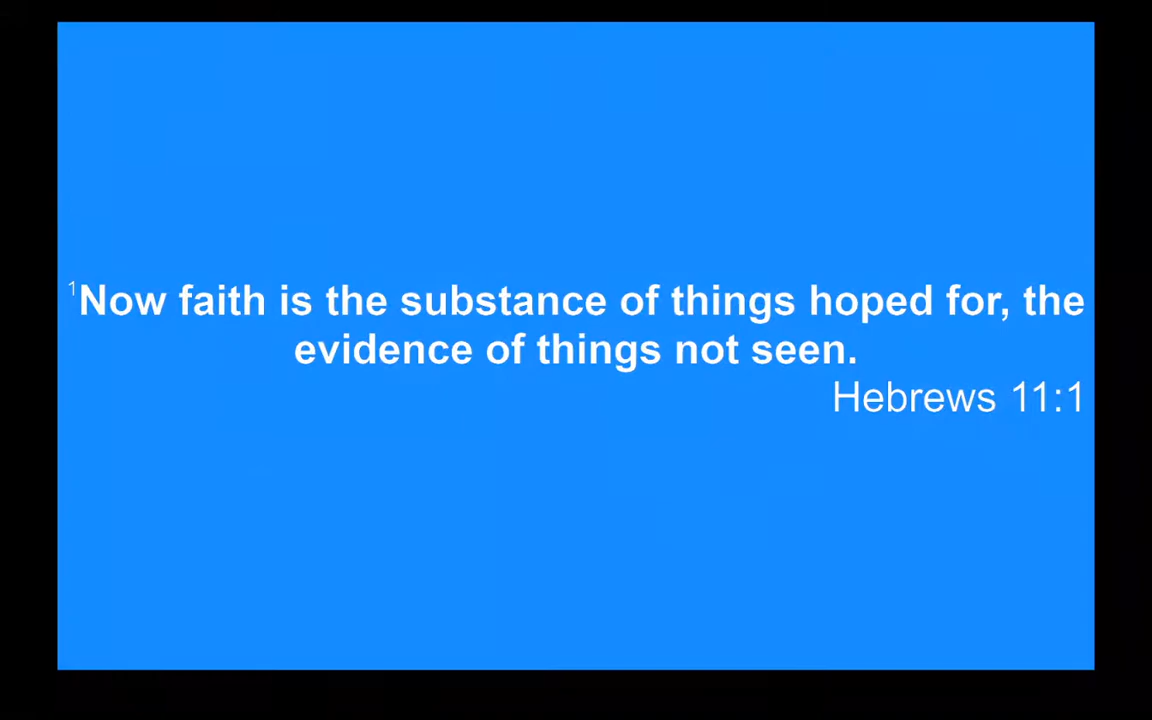 ¹Now faith is the substance of things hoped for, the
evidence of things not seen.
Hebrews 11:1